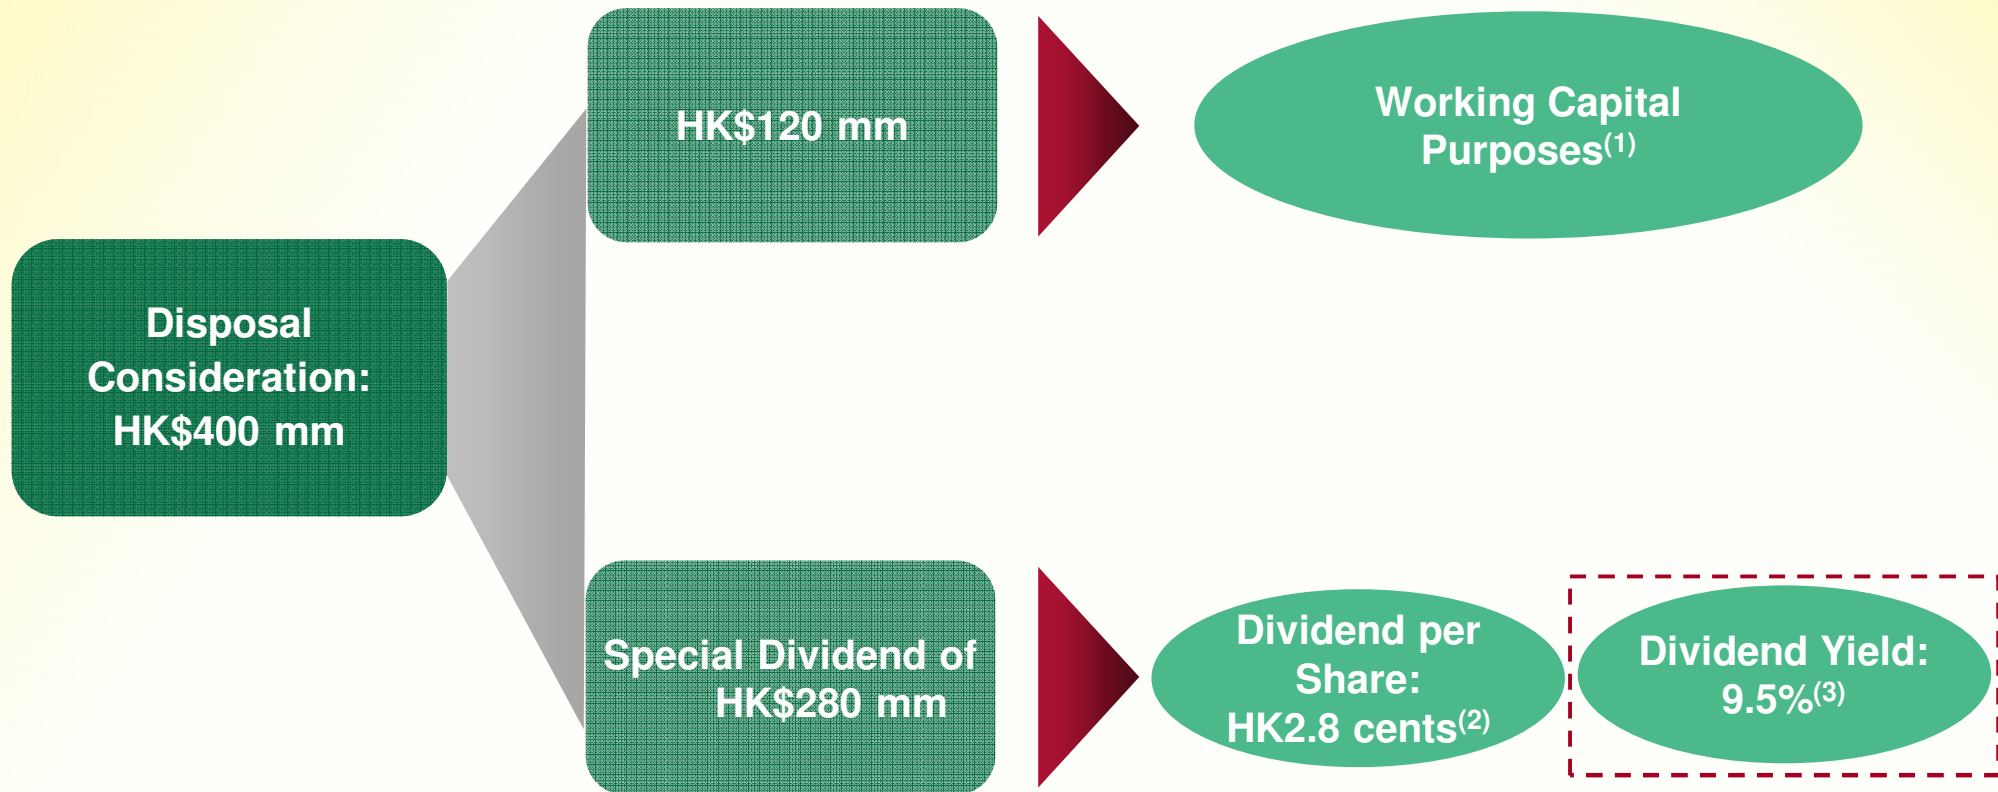 HK$120 mm
Working Capital
Purposes(1)
Disposal
Consideration:
HK$400 mm
Special Dividend of
HK$280 mm
Dividend per
Share:
HK2.8 cents(2)
Dividend Yield:
9.5%(3)